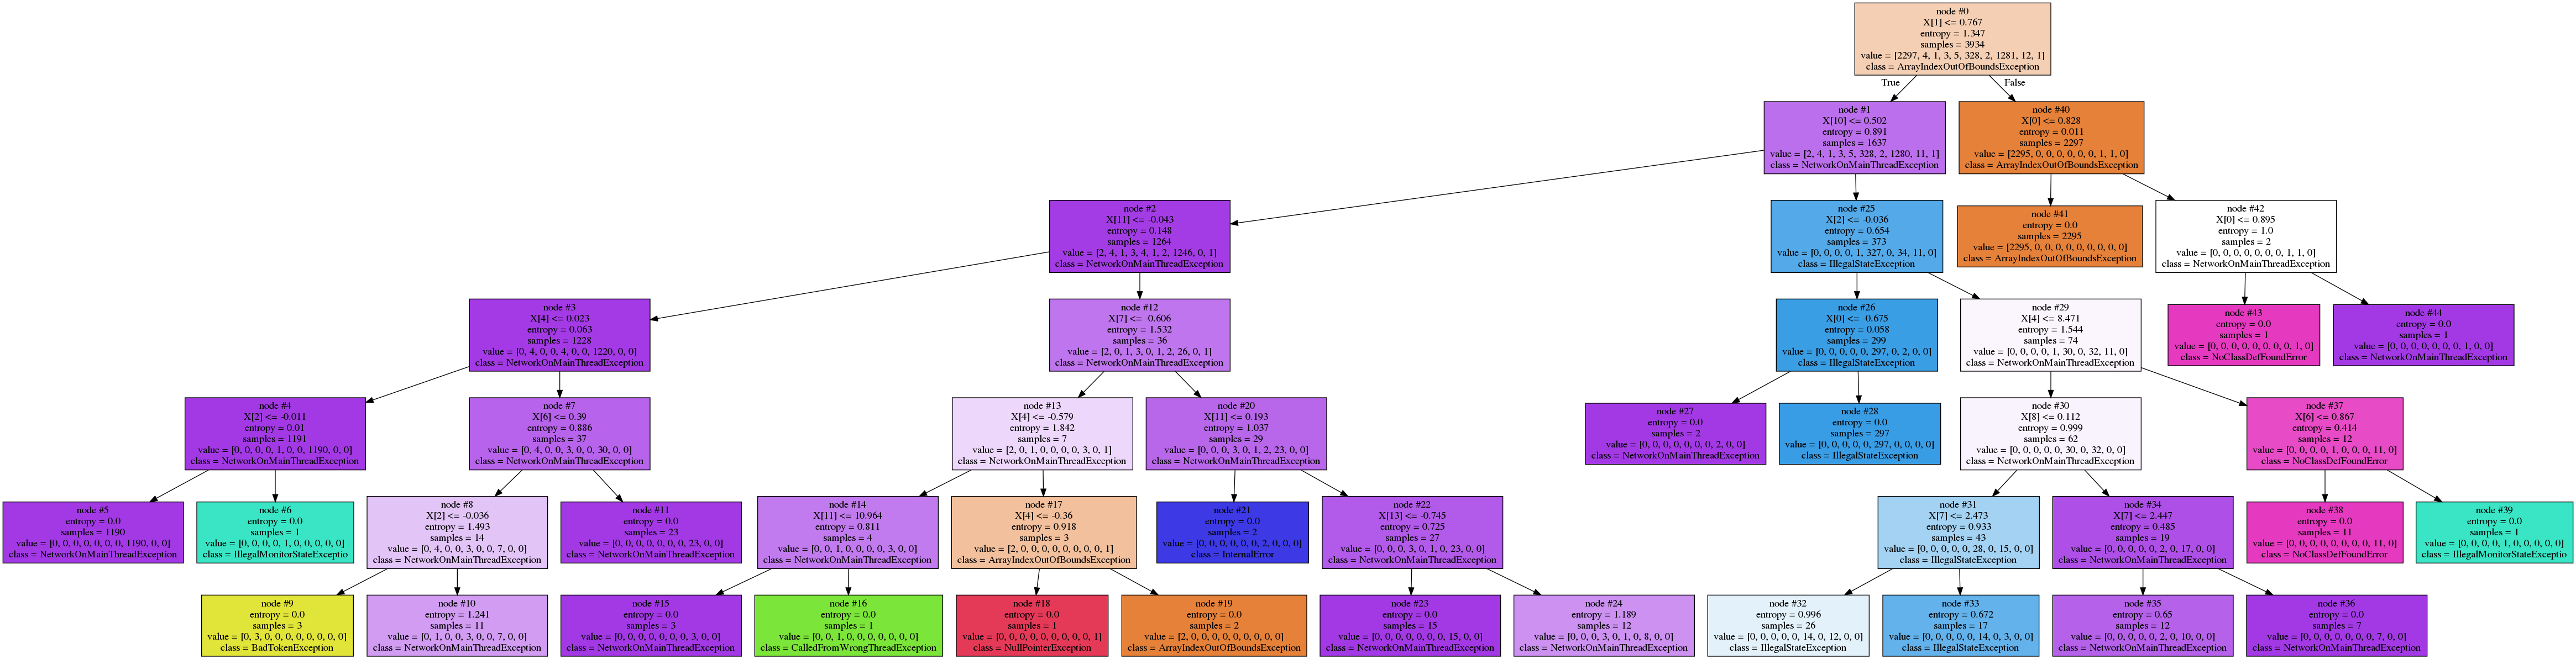 node #0
X[1] <= 0.767
entropy = 1.347
samples = 3934
value = [2297, 4, 1, 3, 5, 328, 2, 1281, 12, 1]
class = ArrayIndexOutOfBoundsException
True
False
node #1
X[10] <= 0.502
entropy = 0.891
samples = 1637
value = [2, 4, 1, 3, 5, 328, 2, 1280, 11, 1]
class = NetworkOnMainThreadException
node #40
X[0] <= 0.828
entropy = 0.011
samples = 2297
value = [2295, 0, 0, 0, 0, 0, 0, 1, 1, 0]
class = ArrayIndexOutOfBoundsException
node #2
X[11] <= -0.043
entropy = 0.148
samples = 1264
value = [2, 4, 1, 3, 4, 1, 2, 1246, 0, 1]
class = NetworkOnMainThreadException
node #25
X[2] <= -0.036
entropy = 0.654
samples = 373
value = [0, 0, 0, 0, 1, 327, 0, 34, 11, 0]
class = IllegalStateException
node #41
entropy = 0.0
samples = 2295
value = [2295, 0, 0, 0, 0, 0, 0, 0, 0, 0]
class = ArrayIndexOutOfBoundsException
node #42
X[0] <= 0.895
entropy = 1.0
samples = 2
value = [0, 0, 0, 0, 0, 0, 0, 1, 1, 0]
class = NetworkOnMainThreadException
node #3
X[4] <= 0.023
entropy = 0.063
samples = 1228
value = [0, 4, 0, 0, 4, 0, 0, 1220, 0, 0]
class = NetworkOnMainThreadException
node #12
X[7] <= -0.606
entropy = 1.532
samples = 36
value = [2, 0, 1, 3, 0, 1, 2, 26, 0, 1]
class = NetworkOnMainThreadException
node #26
X[0] <= -0.675
entropy = 0.058
samples = 299
value = [0, 0, 0, 0, 0, 297, 0, 2, 0, 0]
class = IllegalStateException
node #29
X[4] <= 8.471
entropy = 1.544
samples = 74
value = [0, 0, 0, 0, 1, 30, 0, 32, 11, 0]
class = NetworkOnMainThreadException
node #43
entropy = 0.0
samples = 1
value = [0, 0, 0, 0, 0, 0, 0, 0, 1, 0]
class = NoClassDefFoundError
node #44
entropy = 0.0
samples = 1
value = [0, 0, 0, 0, 0, 0, 0, 1, 0, 0]
class = NetworkOnMainThreadException
node #4
X[2] <= -0.011
entropy = 0.01
samples = 1191
value = [0, 0, 0, 0, 1, 0, 0, 1190, 0, 0]
class = NetworkOnMainThreadException
node #7
X[6] <= 0.39
entropy = 0.886
samples = 37
value = [0, 4, 0, 0, 3, 0, 0, 30, 0, 0]
class = NetworkOnMainThreadException
node #13
X[4] <= -0.579
entropy = 1.842
samples = 7
value = [2, 0, 1, 0, 0, 0, 0, 3, 0, 1]
class = NetworkOnMainThreadException
node #20
X[11] <= 0.193
entropy = 1.037
samples = 29
value = [0, 0, 0, 3, 0, 1, 2, 23, 0, 0]
class = NetworkOnMainThreadException
node #27
entropy = 0.0
samples = 2
value = [0, 0, 0, 0, 0, 0, 0, 2, 0, 0]
class = NetworkOnMainThreadException
node #28
entropy = 0.0
samples = 297
value = [0, 0, 0, 0, 0, 297, 0, 0, 0, 0]
class = IllegalStateException
node #30
X[8] <= 0.112
entropy = 0.999
samples = 62
value = [0, 0, 0, 0, 0, 30, 0, 32, 0, 0]
class = NetworkOnMainThreadException
node #37
X[6] <= 0.867
entropy = 0.414
samples = 12
value = [0, 0, 0, 0, 1, 0, 0, 0, 11, 0]
class = NoClassDefFoundError
node #5
entropy = 0.0
samples = 1190
value = [0, 0, 0, 0, 0, 0, 0, 1190, 0, 0]
class = NetworkOnMainThreadException
node #6
entropy = 0.0
samples = 1
value = [0, 0, 0, 0, 1, 0, 0, 0, 0, 0]
class = IllegalMonitorStateExceptio
node #8
X[2] <= -0.036
entropy = 1.493
samples = 14
value = [0, 4, 0, 0, 3, 0, 0, 7, 0, 0]
class = NetworkOnMainThreadException
node #11
entropy = 0.0
samples = 23
value = [0, 0, 0, 0, 0, 0, 0, 23, 0, 0]
class = NetworkOnMainThreadException
node #14
X[11] <= 10.964
entropy = 0.811
samples = 4
value = [0, 0, 1, 0, 0, 0, 0, 3, 0, 0]
class = NetworkOnMainThreadException
node #17
X[4] <= -0.36
entropy = 0.918
samples = 3
value = [2, 0, 0, 0, 0, 0, 0, 0, 0, 1]
class = ArrayIndexOutOfBoundsException
node #21
entropy = 0.0
samples = 2
value = [0, 0, 0, 0, 0, 0, 2, 0, 0, 0]
class = InternalError
node #22
X[13] <= -0.745
entropy = 0.725
samples = 27
value = [0, 0, 0, 3, 0, 1, 0, 23, 0, 0]
class = NetworkOnMainThreadException
node #31
X[7] <= 2.473
entropy = 0.933
samples = 43
value = [0, 0, 0, 0, 0, 28, 0, 15, 0, 0]
class = IllegalStateException
node #34
X[7] <= 2.447
entropy = 0.485
samples = 19
value = [0, 0, 0, 0, 0, 2, 0, 17, 0, 0]
class = NetworkOnMainThreadException
node #38
entropy = 0.0
samples = 11
value = [0, 0, 0, 0, 0, 0, 0, 0, 11, 0]
class = NoClassDefFoundError
node #39
entropy = 0.0
samples = 1
value = [0, 0, 0, 0, 1, 0, 0, 0, 0, 0]
class = IllegalMonitorStateExceptio
node #9
entropy = 0.0
samples = 3
value = [0, 3, 0, 0, 0, 0, 0, 0, 0, 0]
class = BadTokenException
node #10
entropy = 1.241
samples = 11
value = [0, 1, 0, 0, 3, 0, 0, 7, 0, 0]
class = NetworkOnMainThreadException
node #15
entropy = 0.0
samples = 3
value = [0, 0, 0, 0, 0, 0, 0, 3, 0, 0]
class = NetworkOnMainThreadException
node #16
entropy = 0.0
samples = 1
value = [0, 0, 1, 0, 0, 0, 0, 0, 0, 0]
class = CalledFromWrongThreadException
node #18
entropy = 0.0
samples = 1
value = [0, 0, 0, 0, 0, 0, 0, 0, 0, 1]
class = NullPointerException
node #19
entropy = 0.0
samples = 2
value = [2, 0, 0, 0, 0, 0, 0, 0, 0, 0]
class = ArrayIndexOutOfBoundsException
node #23
entropy = 0.0
samples = 15
value = [0, 0, 0, 0, 0, 0, 0, 15, 0, 0]
class = NetworkOnMainThreadException
node #24
entropy = 1.189
samples = 12
value = [0, 0, 0, 3, 0, 1, 0, 8, 0, 0]
class = NetworkOnMainThreadException
node #32
entropy = 0.996
samples = 26
value = [0, 0, 0, 0, 0, 14, 0, 12, 0, 0]
class = IllegalStateException
node #33
entropy = 0.672
samples = 17
value = [0, 0, 0, 0, 0, 14, 0, 3, 0, 0]
class = IllegalStateException
node #35
entropy = 0.65
samples = 12
value = [0, 0, 0, 0, 0, 2, 0, 10, 0, 0]
class = NetworkOnMainThreadException
node #36
entropy = 0.0
samples = 7
value = [0, 0, 0, 0, 0, 0, 0, 7, 0, 0]
class = NetworkOnMainThreadException